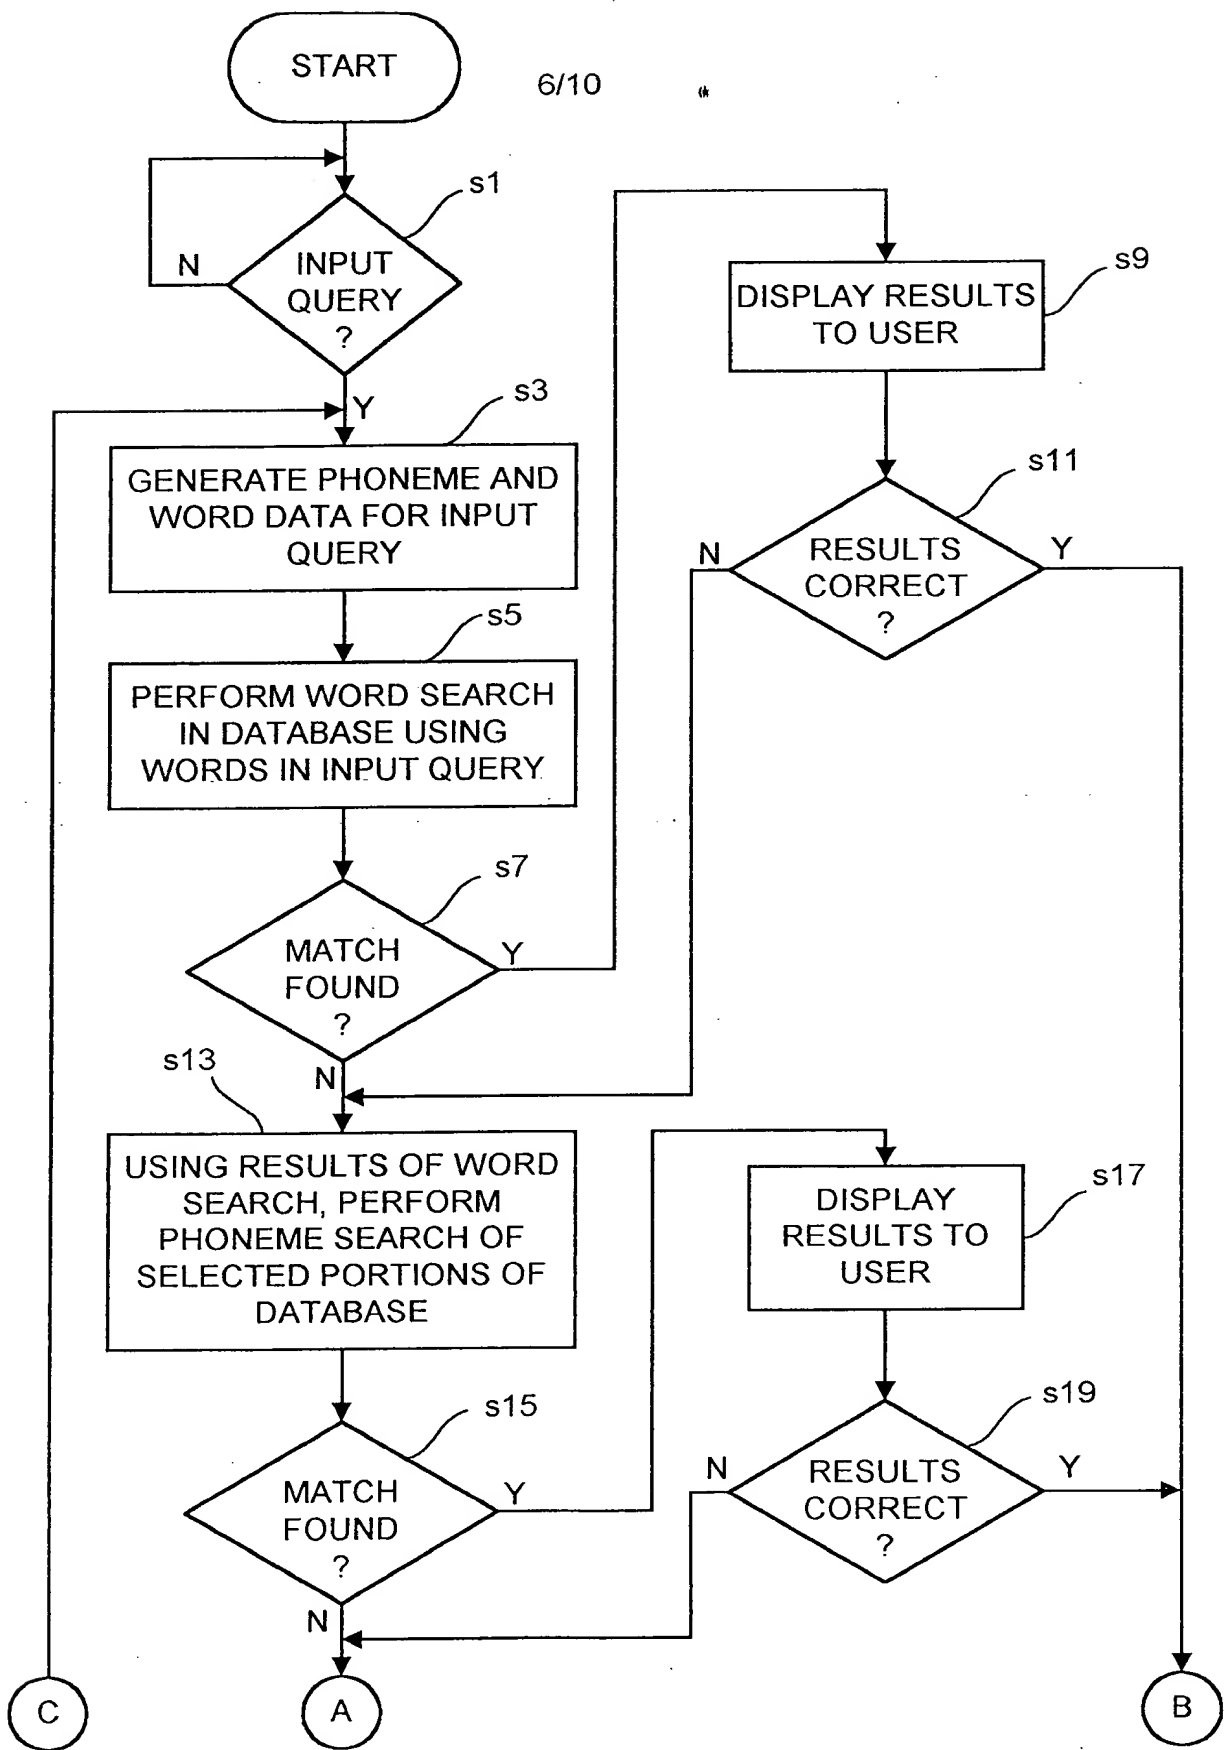 START
6/10
s1
N
INPUT
QUERY
?
Y
s3
GENERATE PHONEME AND
WORD DATA FOR INPUT
QUERY
s5
PERFORM WORD SEARCH
IN DATABASE USING
WORDS IN INPUT QUERY
s7
MATCH
FOUND
?
Y
N
s9
DISPLAY RESULTS
TO USER
s11
N
RESULTS
CORRECT
?
Y
s13
USING RESULTS OF WORD
SEARCH, PERFORM
PHONEME SEARCH OF
SELECTED PORTIONS OF
DATABASE
s15
MATCH
FOUND
?
Y
N
s17
DISPLAY
RESULTS TO
USER
s19
N
RESULTS
CORRECT
?
Y
C
A
B